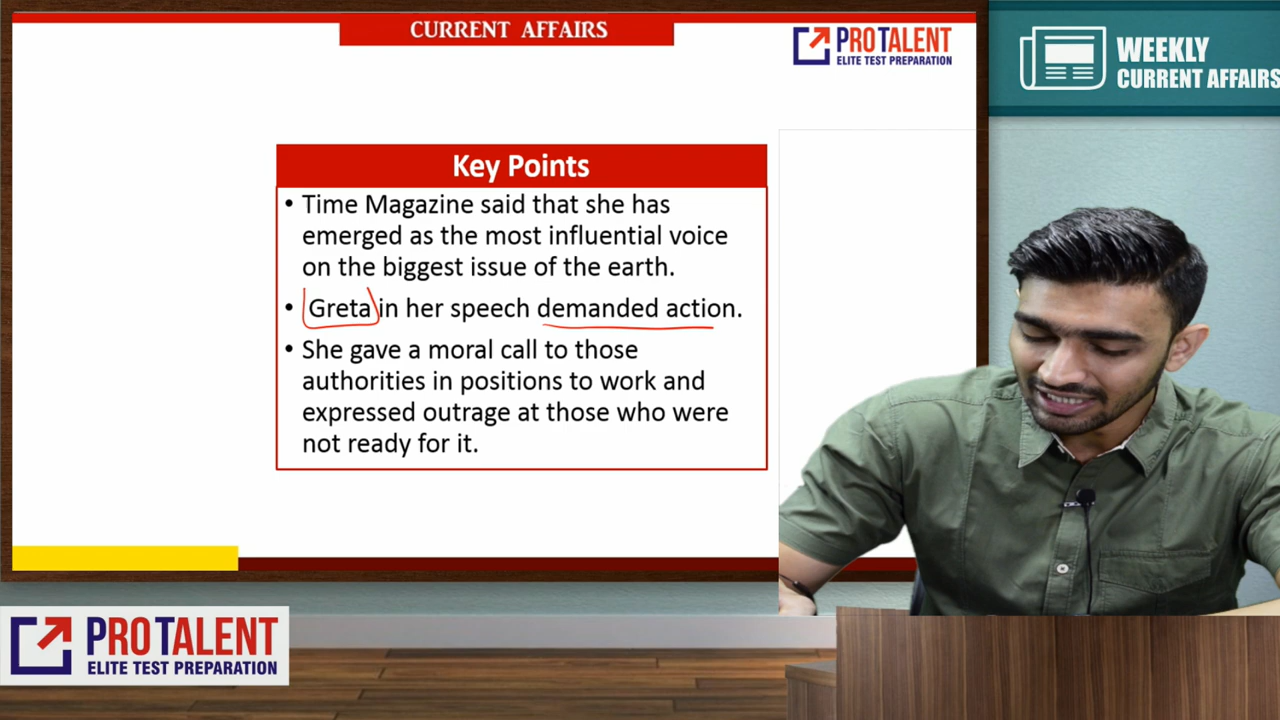 CURRENT AFFAIRS
PROTALENT
ELITE TEST PREPARATION
WEEKLY
CURRENT AFFAIRS
Key Points
• Time Magazine said that she has
emerged as the most influential voice
on the biggest issue of the earth.
• Greta in her speech demanded action.
• She gave a moral call to those
authorities in positions to work and
expressed outrage at those who were
not ready for it.
PROTALENT
ELITE TEST PREPARATION